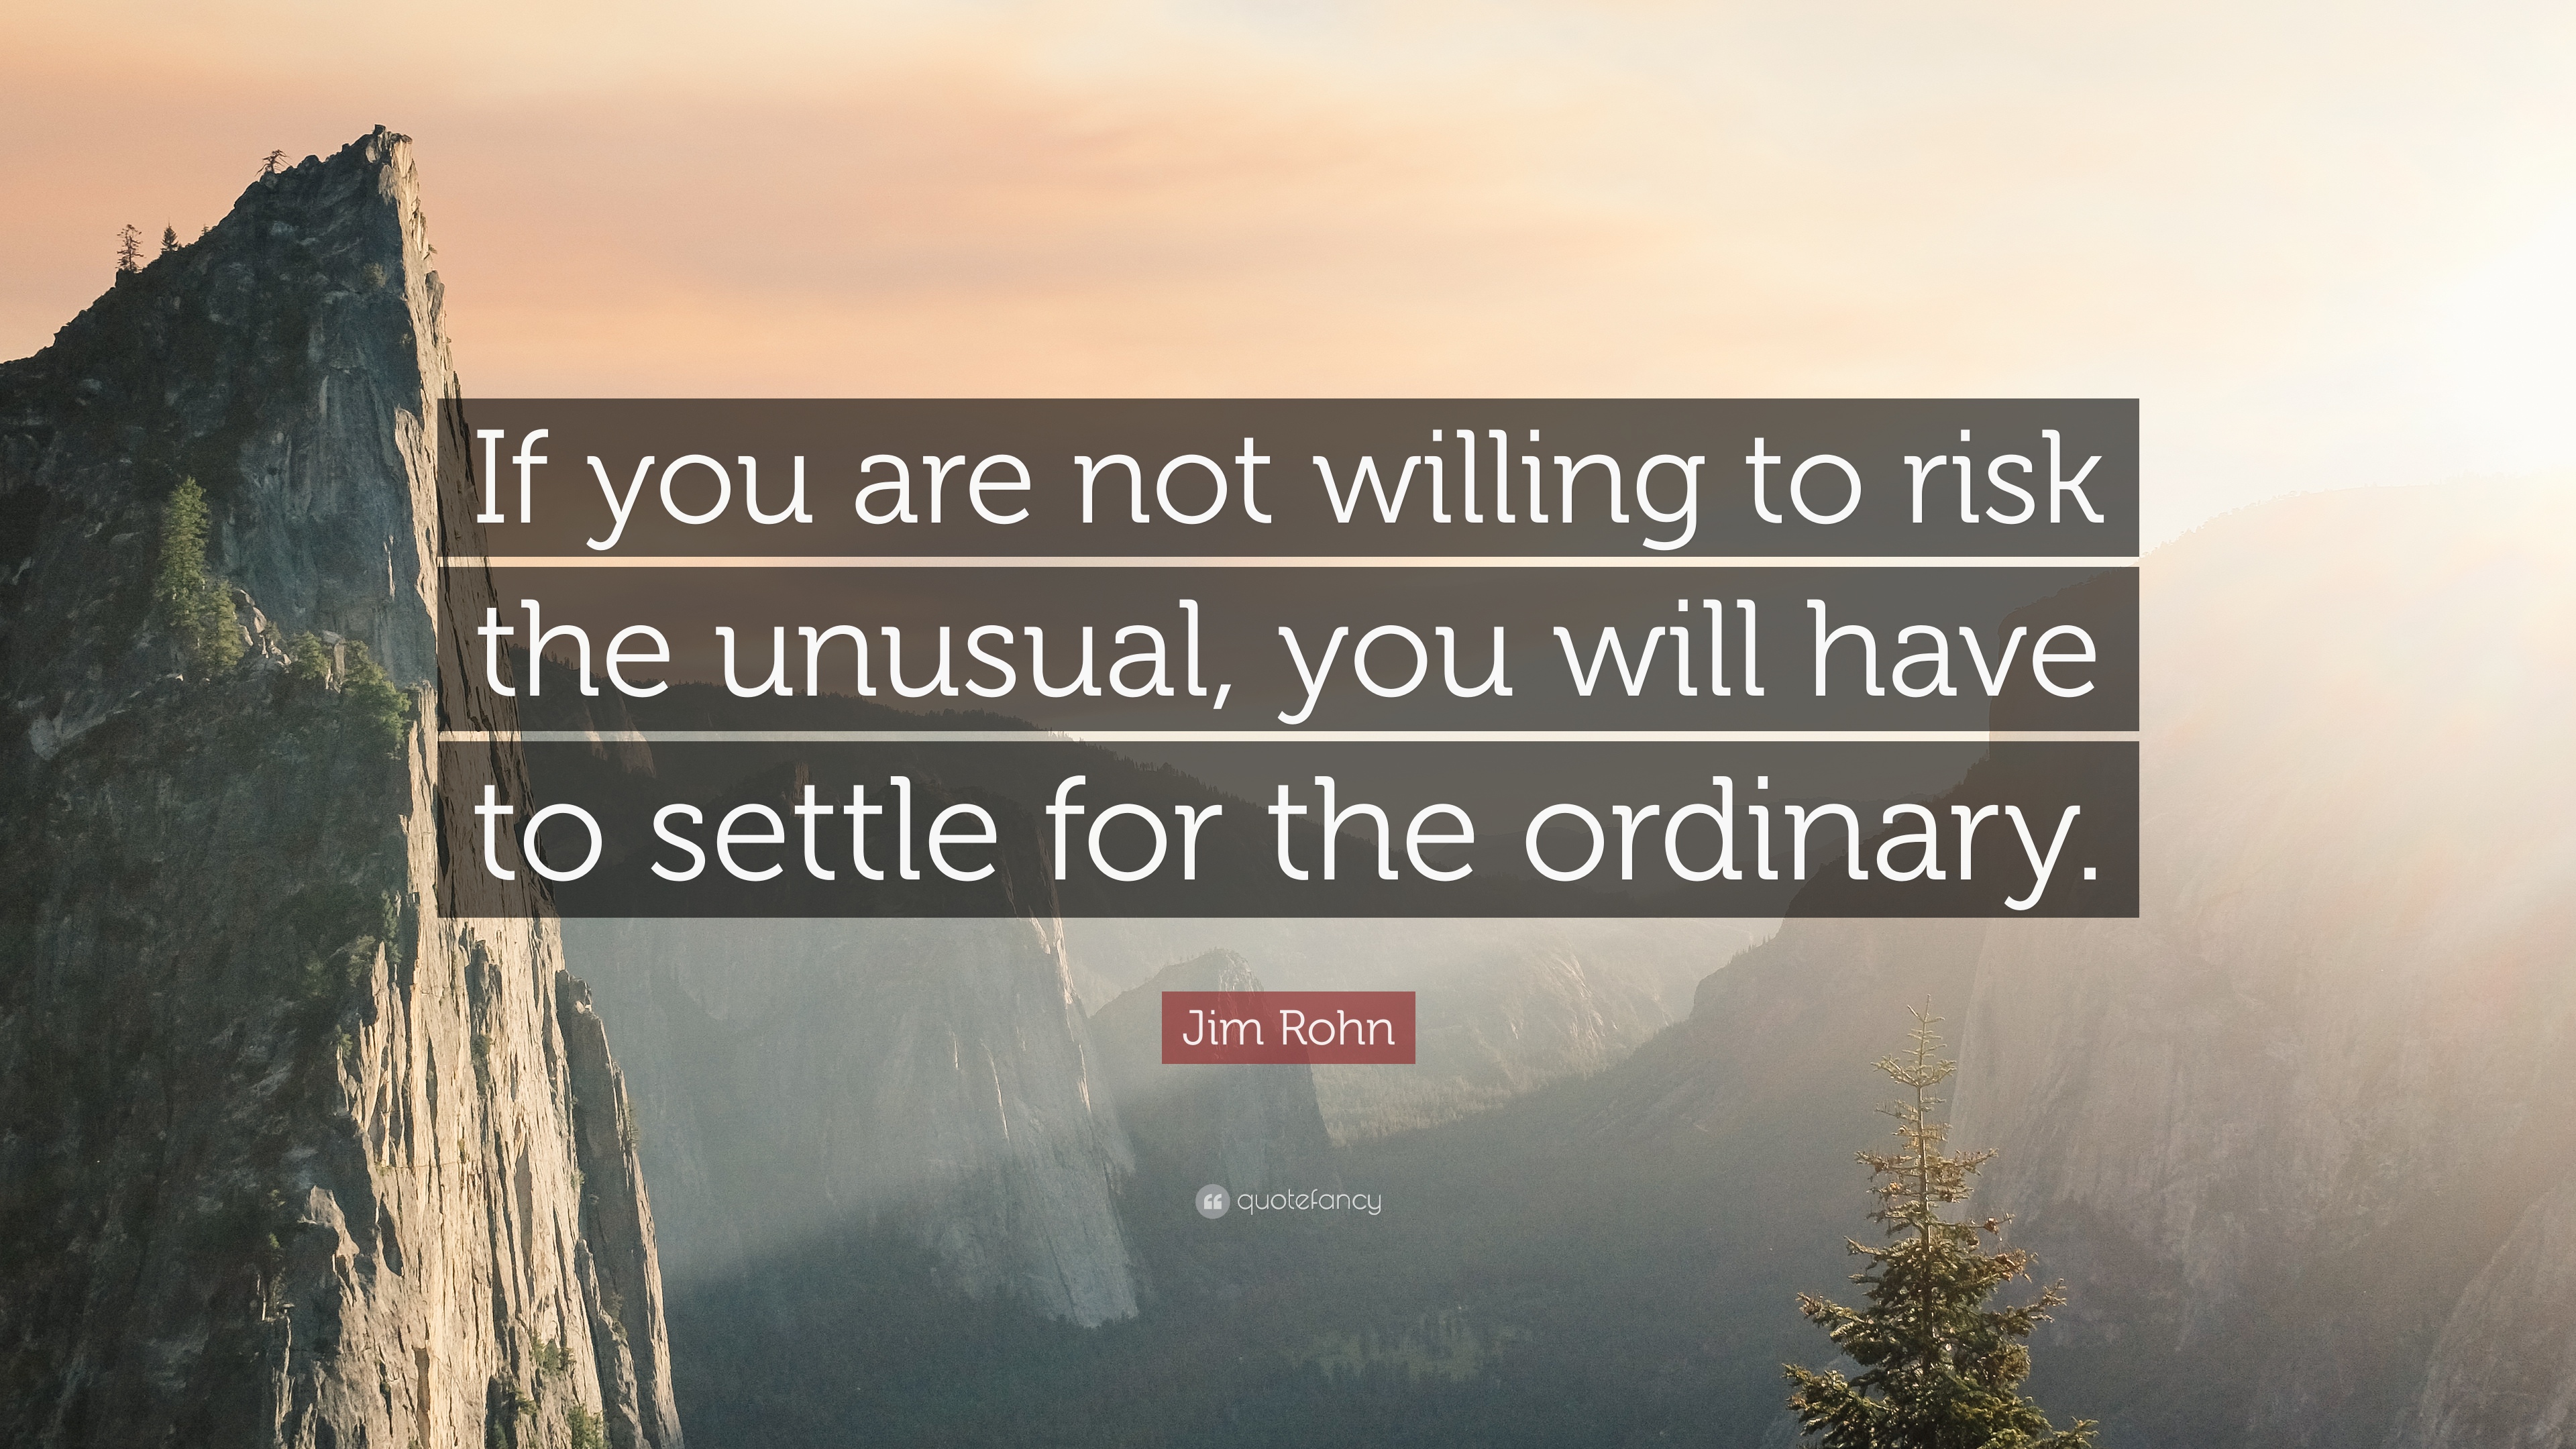 If you are not willing to risk
the unusual, you will have
to settle for the ordinary.
Jim Rohn
quotefancy